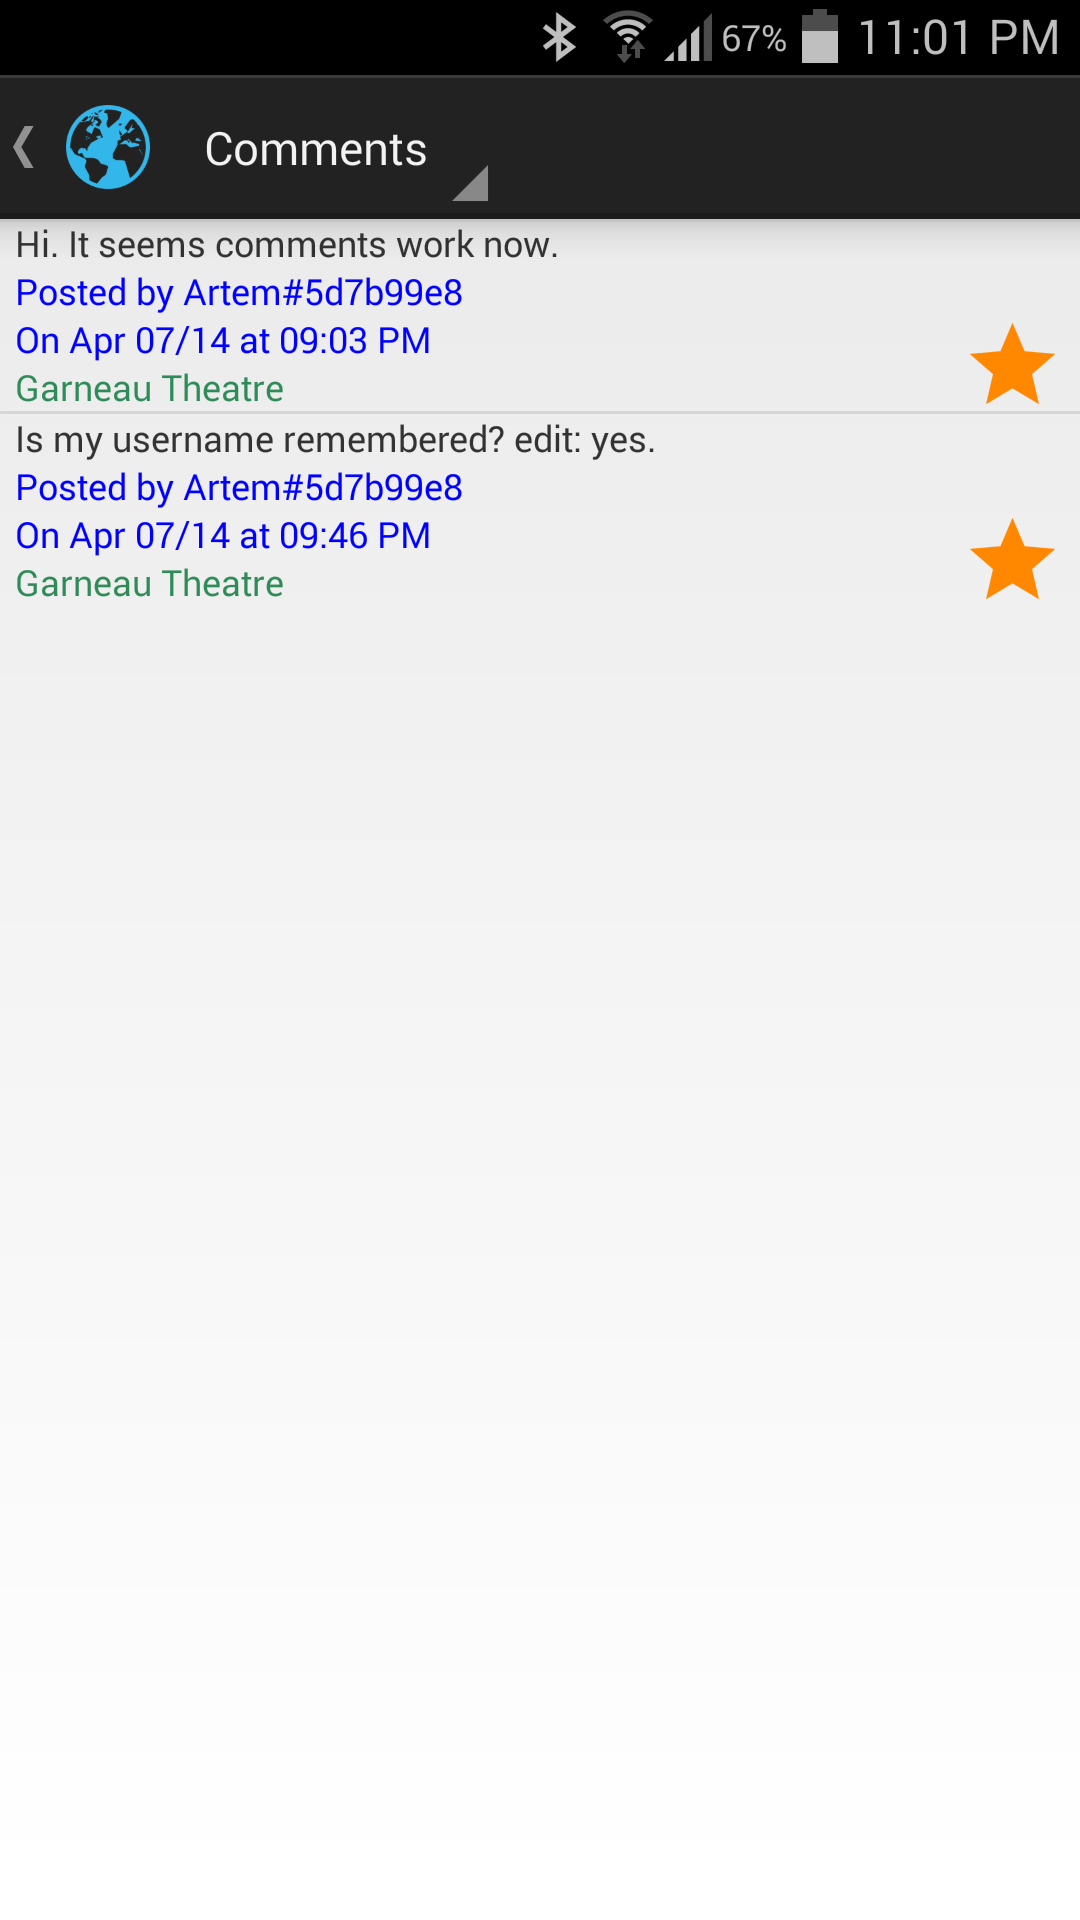 67% 11:01 PM
Comments
Hi. It seems comments work now.
Posted by Artem#5d7b99e8
On Apr 07/14 at 09:03 PM
Garneau Theatre
Is my username remembered? edit: yes.
Posted by Artem#5d7b99e8
On Apr 07/14 at 09:46 PM
Garneau Theatre